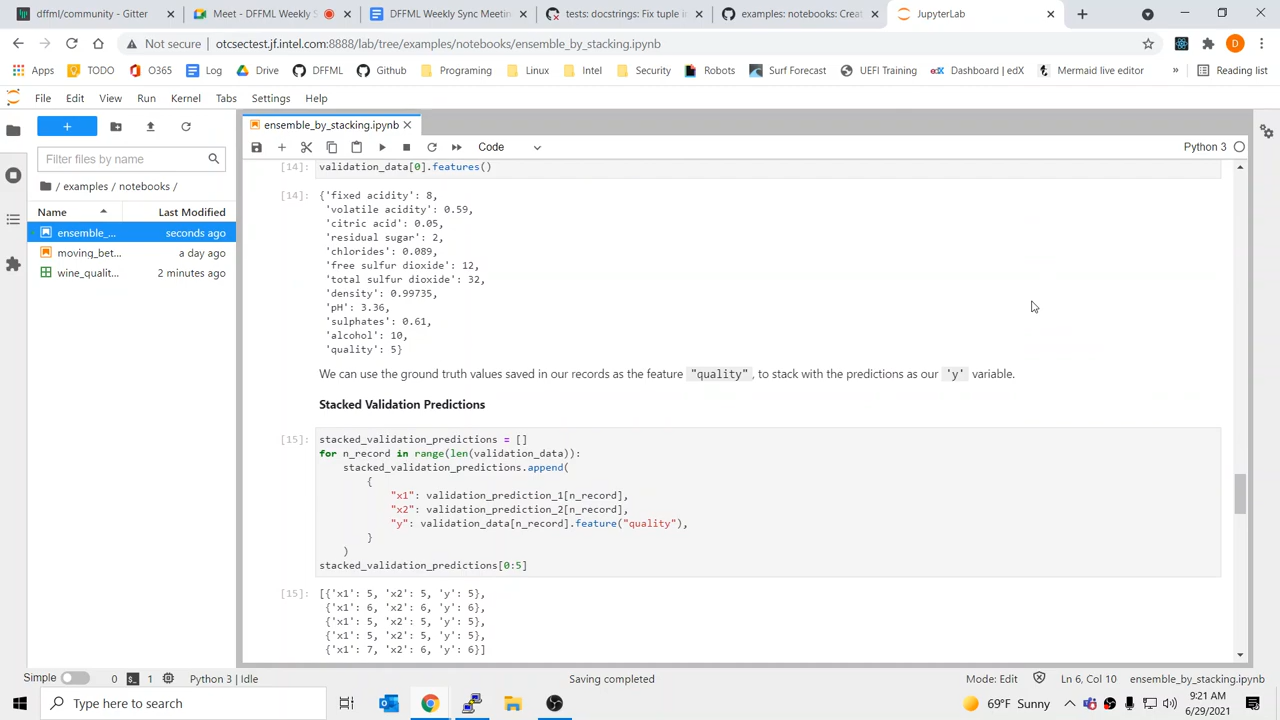 dffml/community - Gitter
Meet - DFFML Weekly S
DFFML Weekly Sync Meetin
tests: docstrings: Fix tuple in
examples: notebooks: Creat
JupyterLab
Not secure
otcsectest.jf.intel.com:8888/lab/tree/examples/notebooks/ensemble_by_stacking.ipynb
D
Apps
TODO
O365
Log
Drive
DFFML
Github
Programing
Linux
Intel
Security
Robots
Surf Forecast
UEFI Training
edX
Dashboard | edX
Mermaid live editor
»
Reading list
File
Edit
View
Run
Kernel
Tabs
Settings
Help
ensemble_by_stacking.ipynb
Filter files by name
/ examples / notebooks /
Name
Last Modified
ensemble_...
seconds ago
moving_bet...
a day ago
wine_qualit...
2 minutes ago
Code
Python 3
[14]: validation_data[0].features()
[14]: {'fixed acidity': 8,
'volatile acidity': 0.59,
'citric acid': 0.05,
'residual sugar': 2,
'chlorides': 0.089,
'free sulfur dioxide': 12,
'total sulfur dioxide': 32,
'density': 0.99735,
'pH': 3.36,
'sulphates': 0.61,
'alcohol': 10,
'quality': 5}
We can use the ground truth values saved in our records as the feature "quality", to stack with the predictions as our 'y' variable.
Stacked Validation Predictions
[15]: stacked_validation_predictions = []
for n_record in range(len(validation_data)):
stacked_validation_predictions.append(
{
"x1": validation_prediction_1[n_record],
"x2": validation_prediction_2[n_record],
"y": validation_data[n_record].feature("quality"),
}
)
stacked_validation_predictions[0:5]
[15]: [{'x1': 5, 'x2': 5, 'y': 5},
{'x1': 6, 'x2': 6, 'y': 6},
{'x1': 5, 'x2': 5, 'y': 5},
{'x1': 5, 'x2': 5, 'y': 5},
{'x1': 7, 'x2': 6, 'y': 6}]
Simple
0
1
Python 3 | Idle
Saving completed
Mode: Edit
Ln 6, Col 10
ensemble_by_stacking.ipynb
Type here to search
69°F Sunny
9:21 AM
6/29/2021